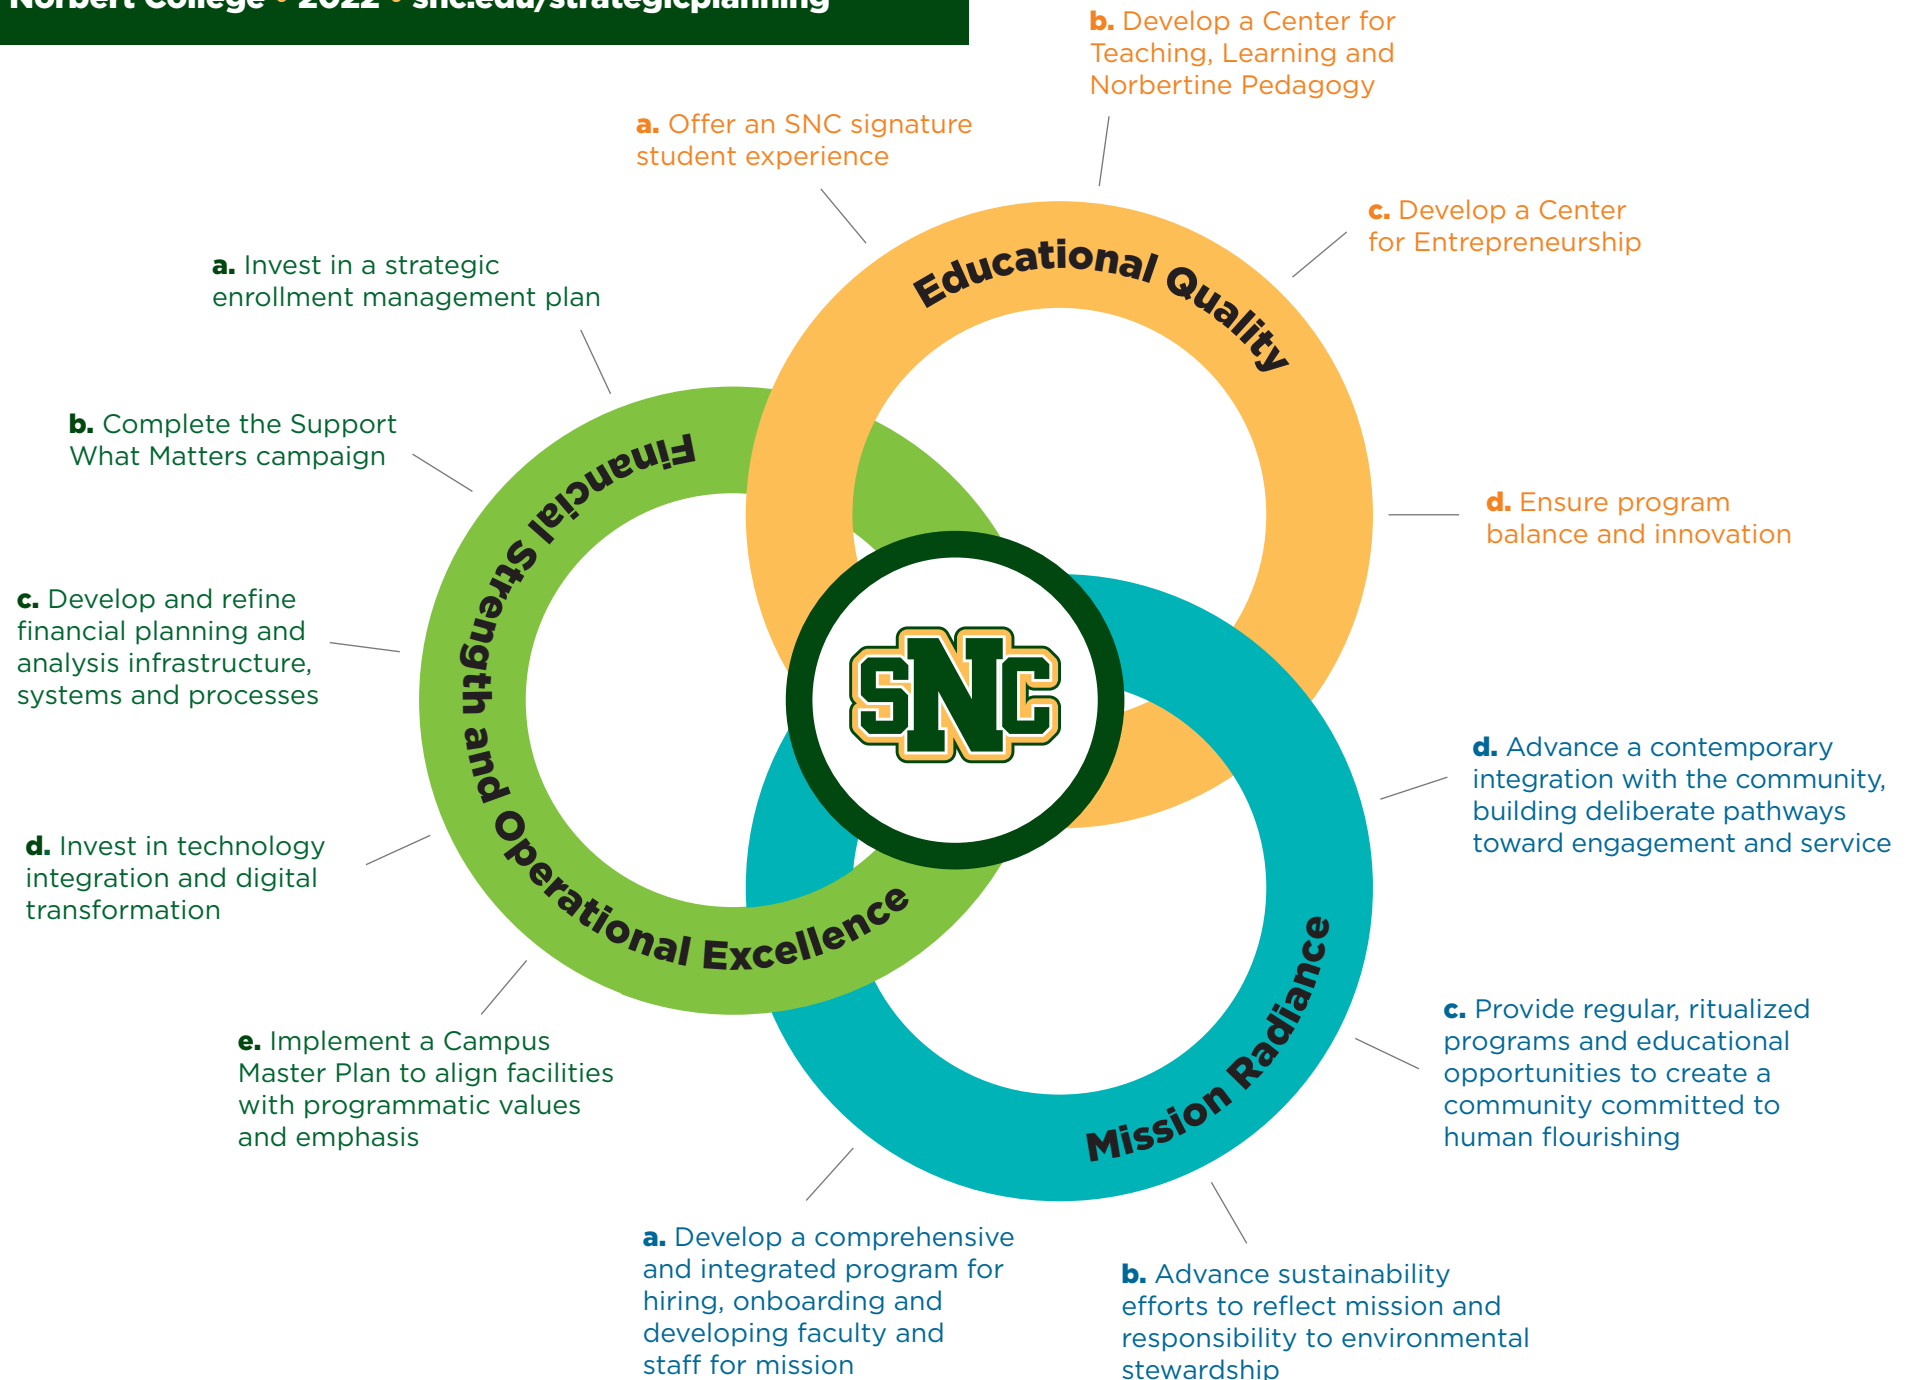 Norbert College • 2022 • snc.edu/strategicplanning
b. Develop a Center for
Teaching, Learning and
Norbertine Pedagogy
a. Offer an SNC signature
student experience
c. Develop a Center
for Entrepreneurship
d. Ensure program
balance and innovation
Educational Quality
a. Invest in a strategic
enrollment management plan
b. Complete the Support
What Matters campaign
c. Develop and refine
financial planning and
analysis infrastructure,
systems and processes
d. Invest in technology
integration and digital
transformation
e. Implement a Campus
Master Plan to align facilities
with programmatic values
and emphasis
Financial Strength and Operational Excellence
SNC
d. Advance a contemporary
integration with the community,
building deliberate pathways
toward engagement and service
c. Provide regular, ritualized
programs and educational
opportunities to create a
community committed to
human flourishing
Mission Radiance
a. Develop a comprehensive
and integrated program for
hiring, onboarding and
developing faculty and
staff for mission
b. Advance sustainability
efforts to reflect mission and
responsibility to environmental
stewardship